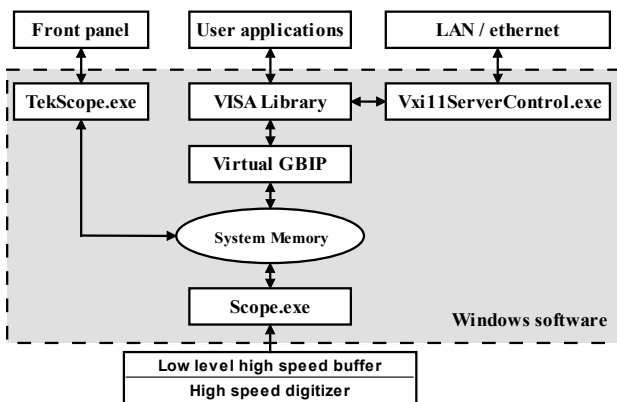 Front panel
User applications
LAN / ethernet
TekScope.exe
VISA Library
Vxi11ServerControl.exe
Virtual GBIP
System Memory
Scope.exe
Windows software
Low level high speed buffer
High speed digitizer